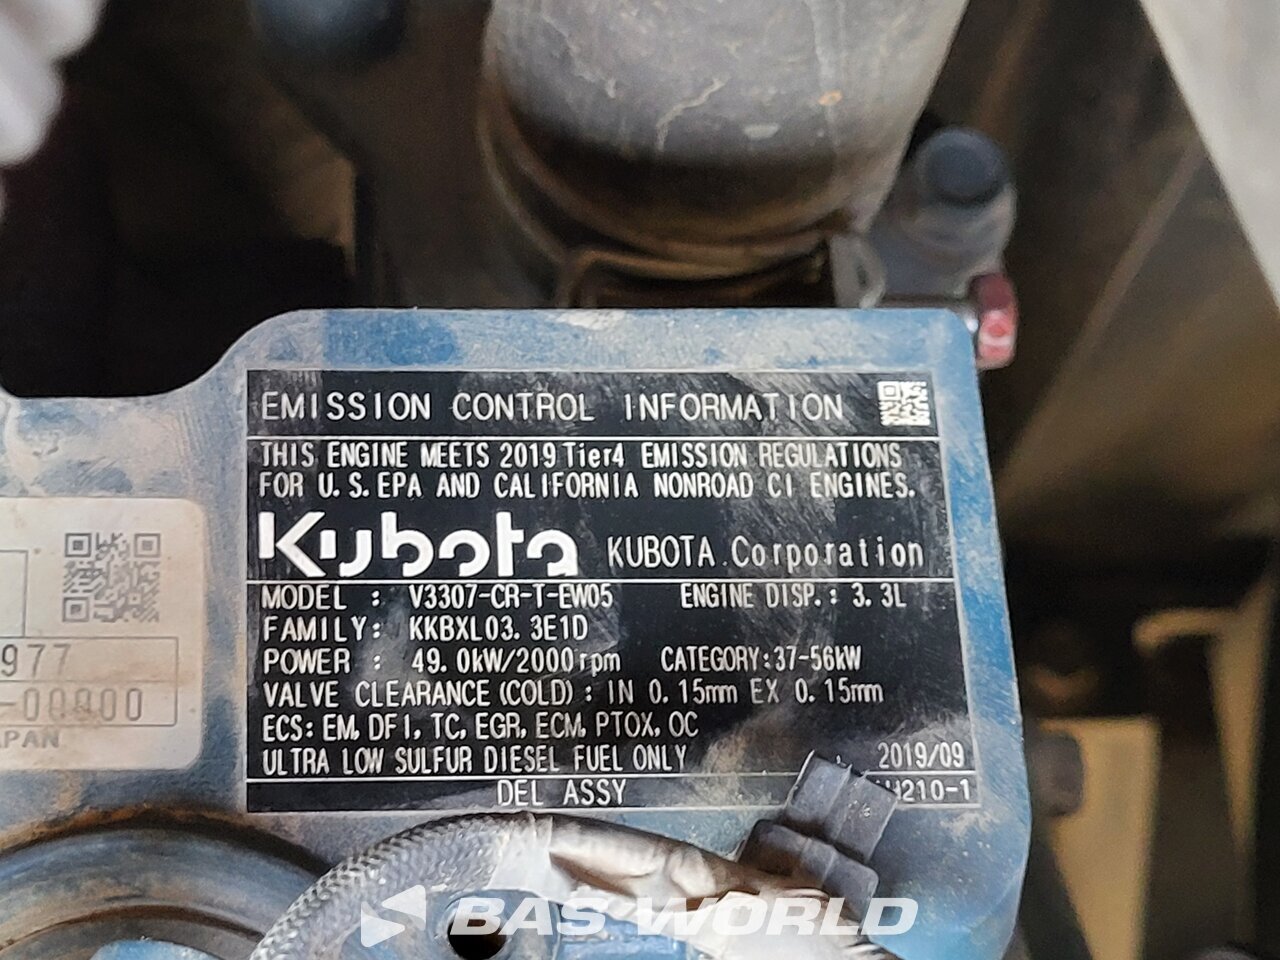 EMISSION CONTROL INFORMATION
THIS ENGINE MEETS 2019 Tier4 EMISSION REGULATIONS
FOR U.S.EPA AND CALIFORNIA NONROAD CI ENGINES.
Kubota KUBOTA Corporation
MODEL : V3307-CR-T-EW05 ENGINE DISP.: 3.3L
FAMILY: KKBXL03.3E1D
POWER : 49.0kW/2000rpm CATEGORY:37-56kW
VALVE CLEARANCE(COLD): IN 0.15mm EX 0.15mm
ECS: EM, DFI, TC, EGR, ECM, PTOX, OC
ULTRA LOW SULFUR DIESEL FUEL ONLY 2019/09
DEL ASSY H210-1
977
-00800
APAN
BAS WORLD